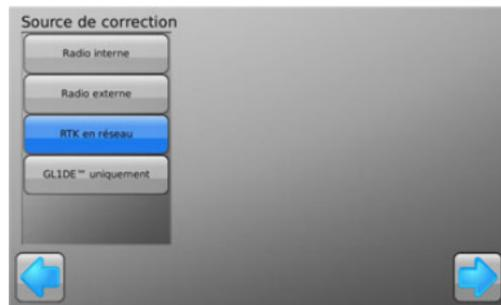 Source de correction
Radio interne
Radio externe
RTK en réseau
GL1DE™ uniquement